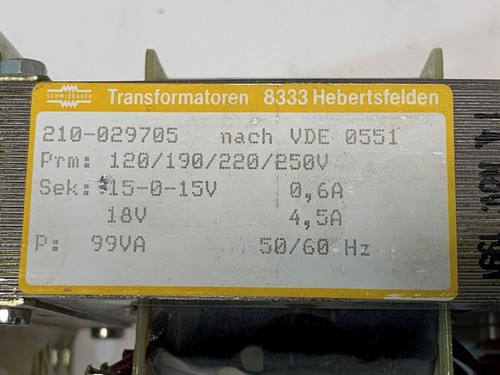 SCHMIDBAUER
Transformatoren 8333 Hebertsfelden
210-029705 nach VDE 0551
Prm: 120/190/220/250V
Sek: 15-0-15V 0,6A
18V 4,5A
P: 99VA 50/60 Hz